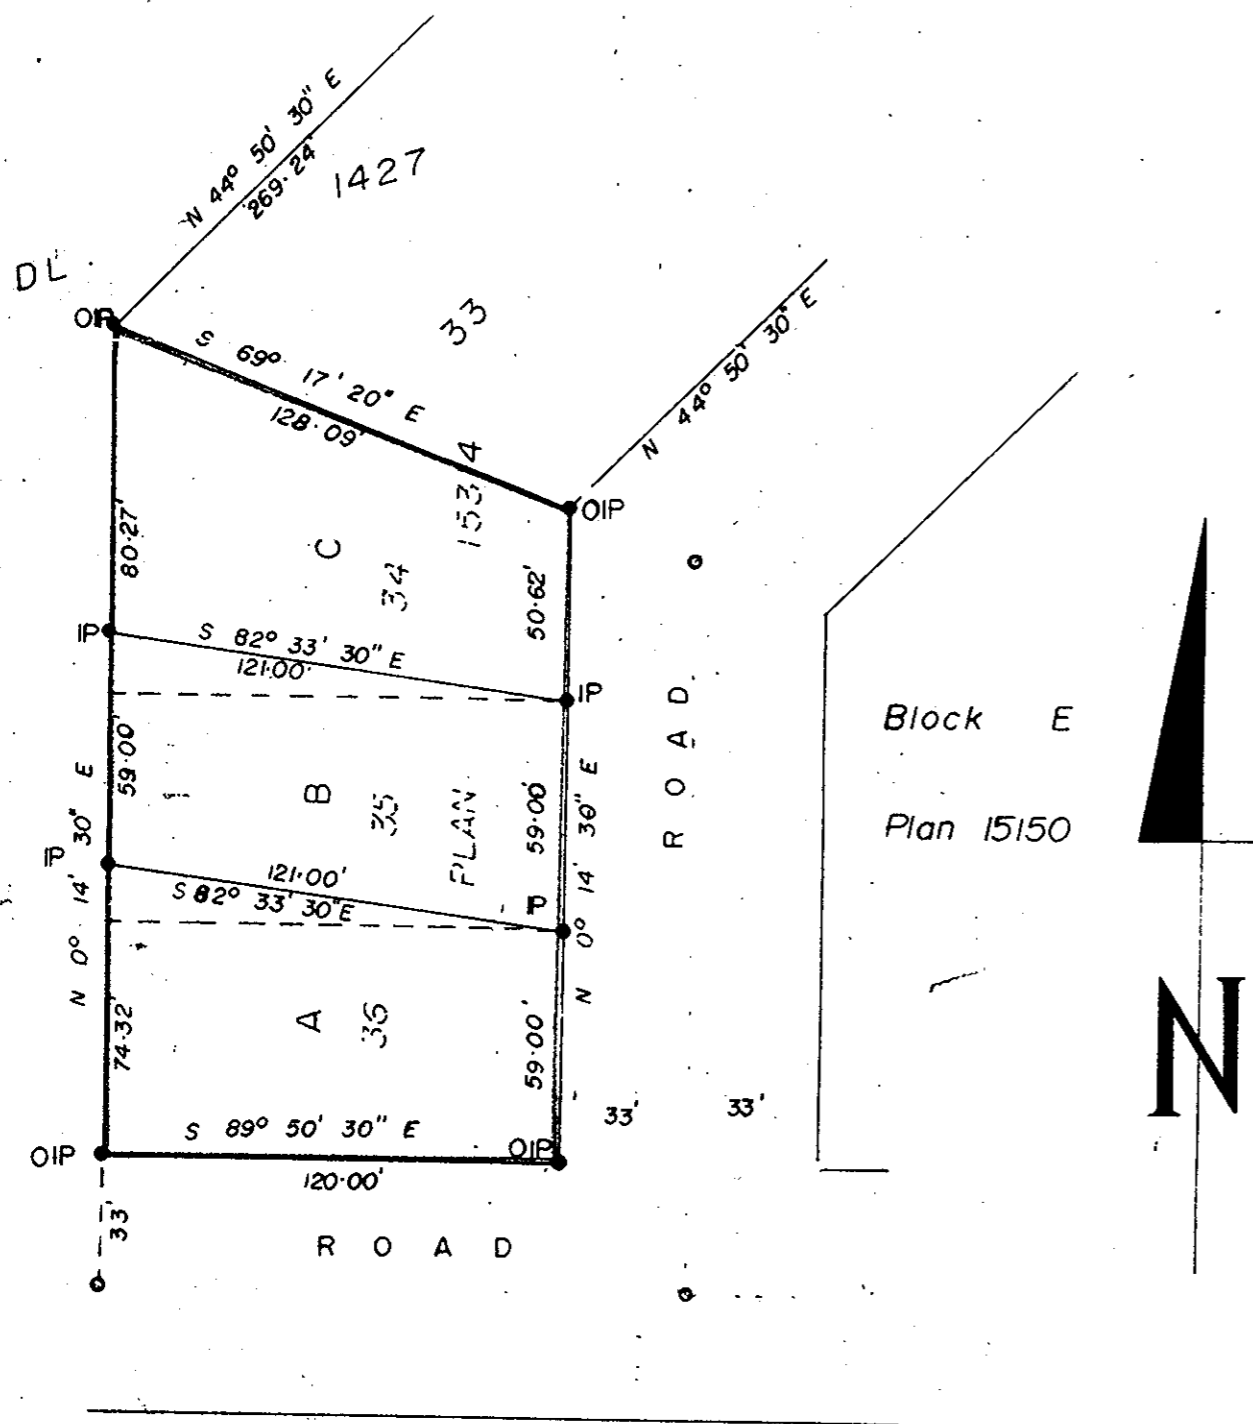 N 44° 50' 30" E
269·24'
1427
DL
33
OIP
S 69° 17' 20" E
128·09'
N 44° 50' 30" E
OIP
1534
80·27'
C
34
50·62'
IP
S 82° 33' 30" E
121·00'
IP
ROAD
Block E
59·00'
B
35
PLAN
59·00'
Plan 15150
N 0° 14' 30" E
N 0° 14' 30" E
IP
121·00'
S 82° 33' 30" E
IP
74·32'
A
36
59·00'
N
33'
33'
OIP
S 89° 50' 30" E
OIP
120·00'
33'
ROAD